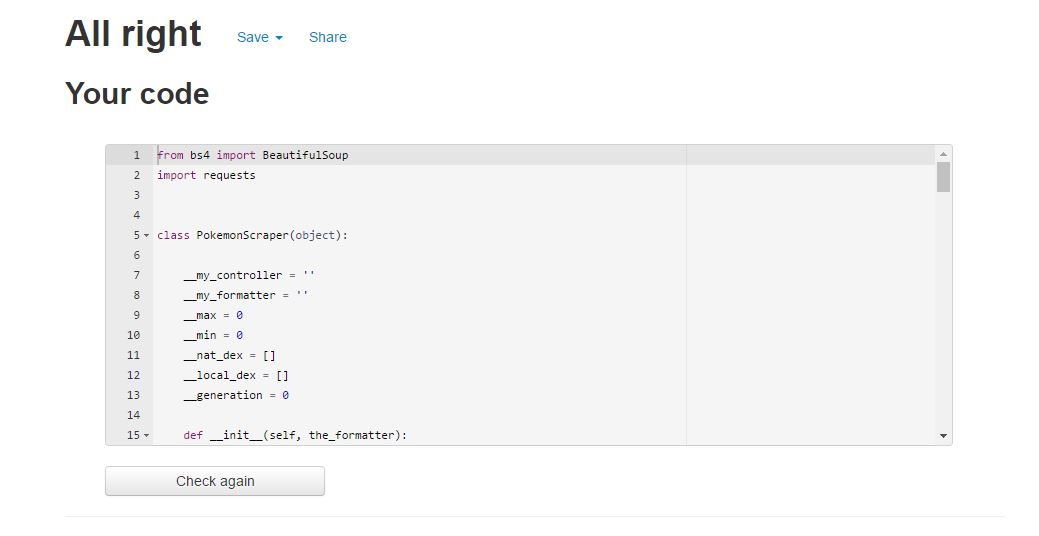 All right Save Share
Your code
1 from bs4 import BeautifulSoup
2 import requests
3
4
5 class PokemonScraper(object):
6
7     __my_controller = ''
8     __my_formatter = ''
9     __max = 0
10     __min = 0
11     __nat_dex = []
12     __local_dex = []
13     __generation = 0
14
15     def __init__(self, the_formatter):
Check again